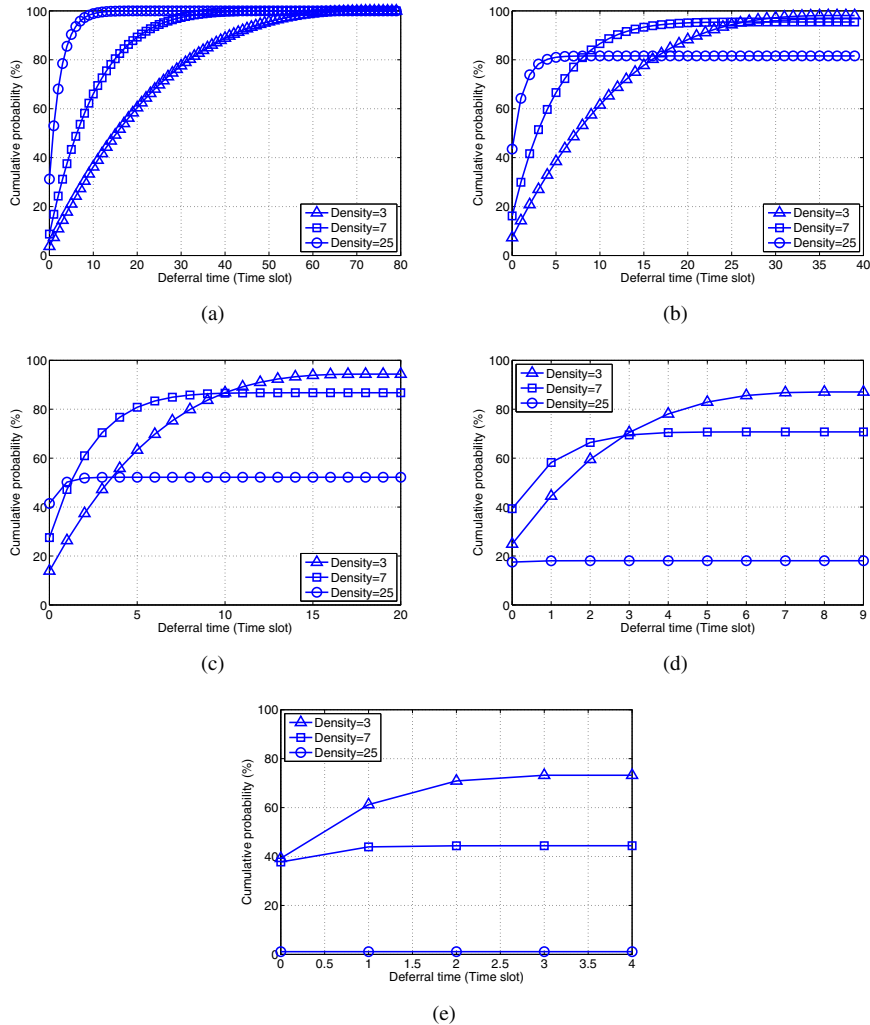 100
80
60
40
20
0
Cumulative probability (%)
Density=3
Density=7
Density=25
0 10 20 30 40 50 60 70 80
Deferral time (Time slot)
(a)
100
80
60
40
20
0
Cumulative probability (%)
Density=3
Density=7
Density=25
0 5 10 15 20 25 30 35 40
Deferral time (Time slot)
(b)
100
80
60
40
20
0
Cumulative probability (%)
Density=3
Density=7
Density=25
0 5 10 15 20
Deferral time (Time slot)
(c)
100
80
60
40
20
0
Cumulative probability (%)
Density=3
Density=7
Density=25
0 1 2 3 4 5 6 7 8 9
Deferral time (Time slot)
(d)
100
80
60
40
20
0
Cumulative probability (%)
Density=3
Density=7
Density=25
0 0.5 1 1.5 2 2.5 3 3.5 4
Deferral time (Time slot)
(e)